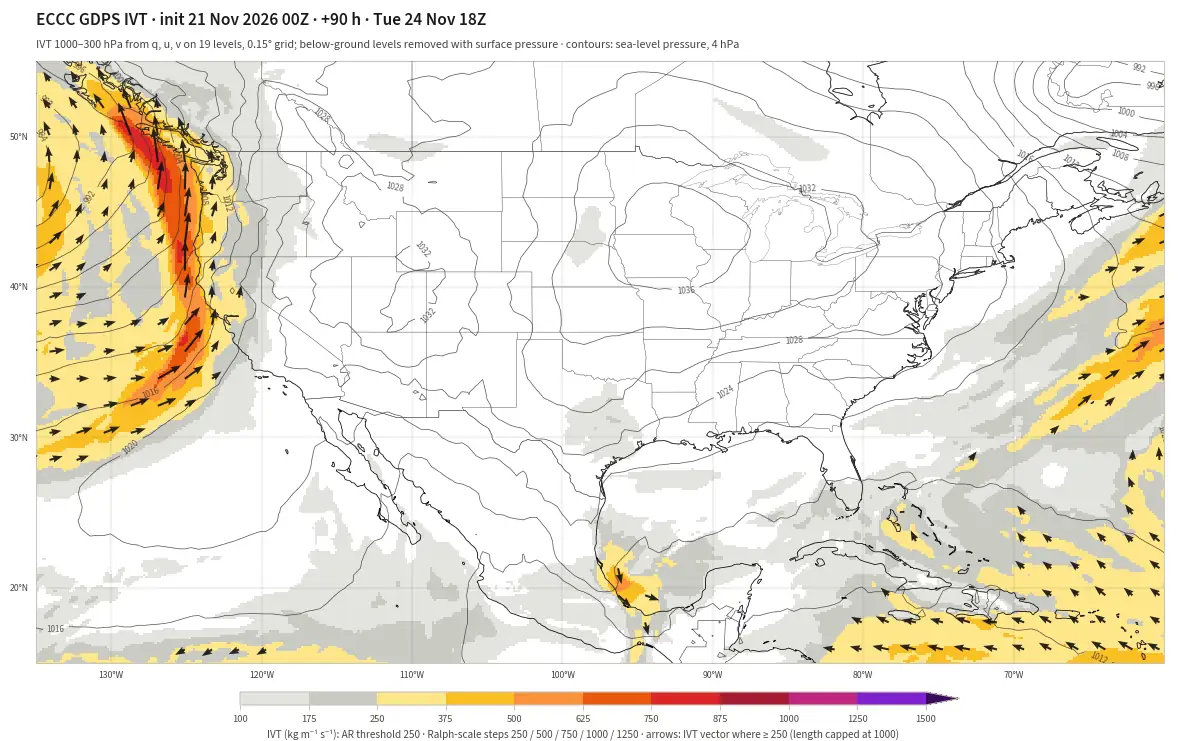 ECCC GDPS IVT · init 21 Nov 2026 00Z · +90 h · Tue 24 Nov 18Z
IVT 1000–300 hPa from q, u, v on 19 levels, 0.15° grid; below-ground levels removed with surface pressure · contours: sea-level pressure, 4 hPa
992
1000
1004
1008
1028
50°N
1032
1028
992
1012
1032
40°N
1036
1032
1028
1016
1024
30°N
1020
20°N
1016
1012
130°W
120°W
110°W
100°W
90°W
80°W
70°W
100
175
250
375
500
625
750
875
1000
1250
1500
IVT (kg m⁻¹ s⁻¹): AR threshold 250 · Ralph-scale steps 250 / 500 / 750 / 1000 / 1250 · arrows: IVT vector where ≥ 250 (length capped at 1000)